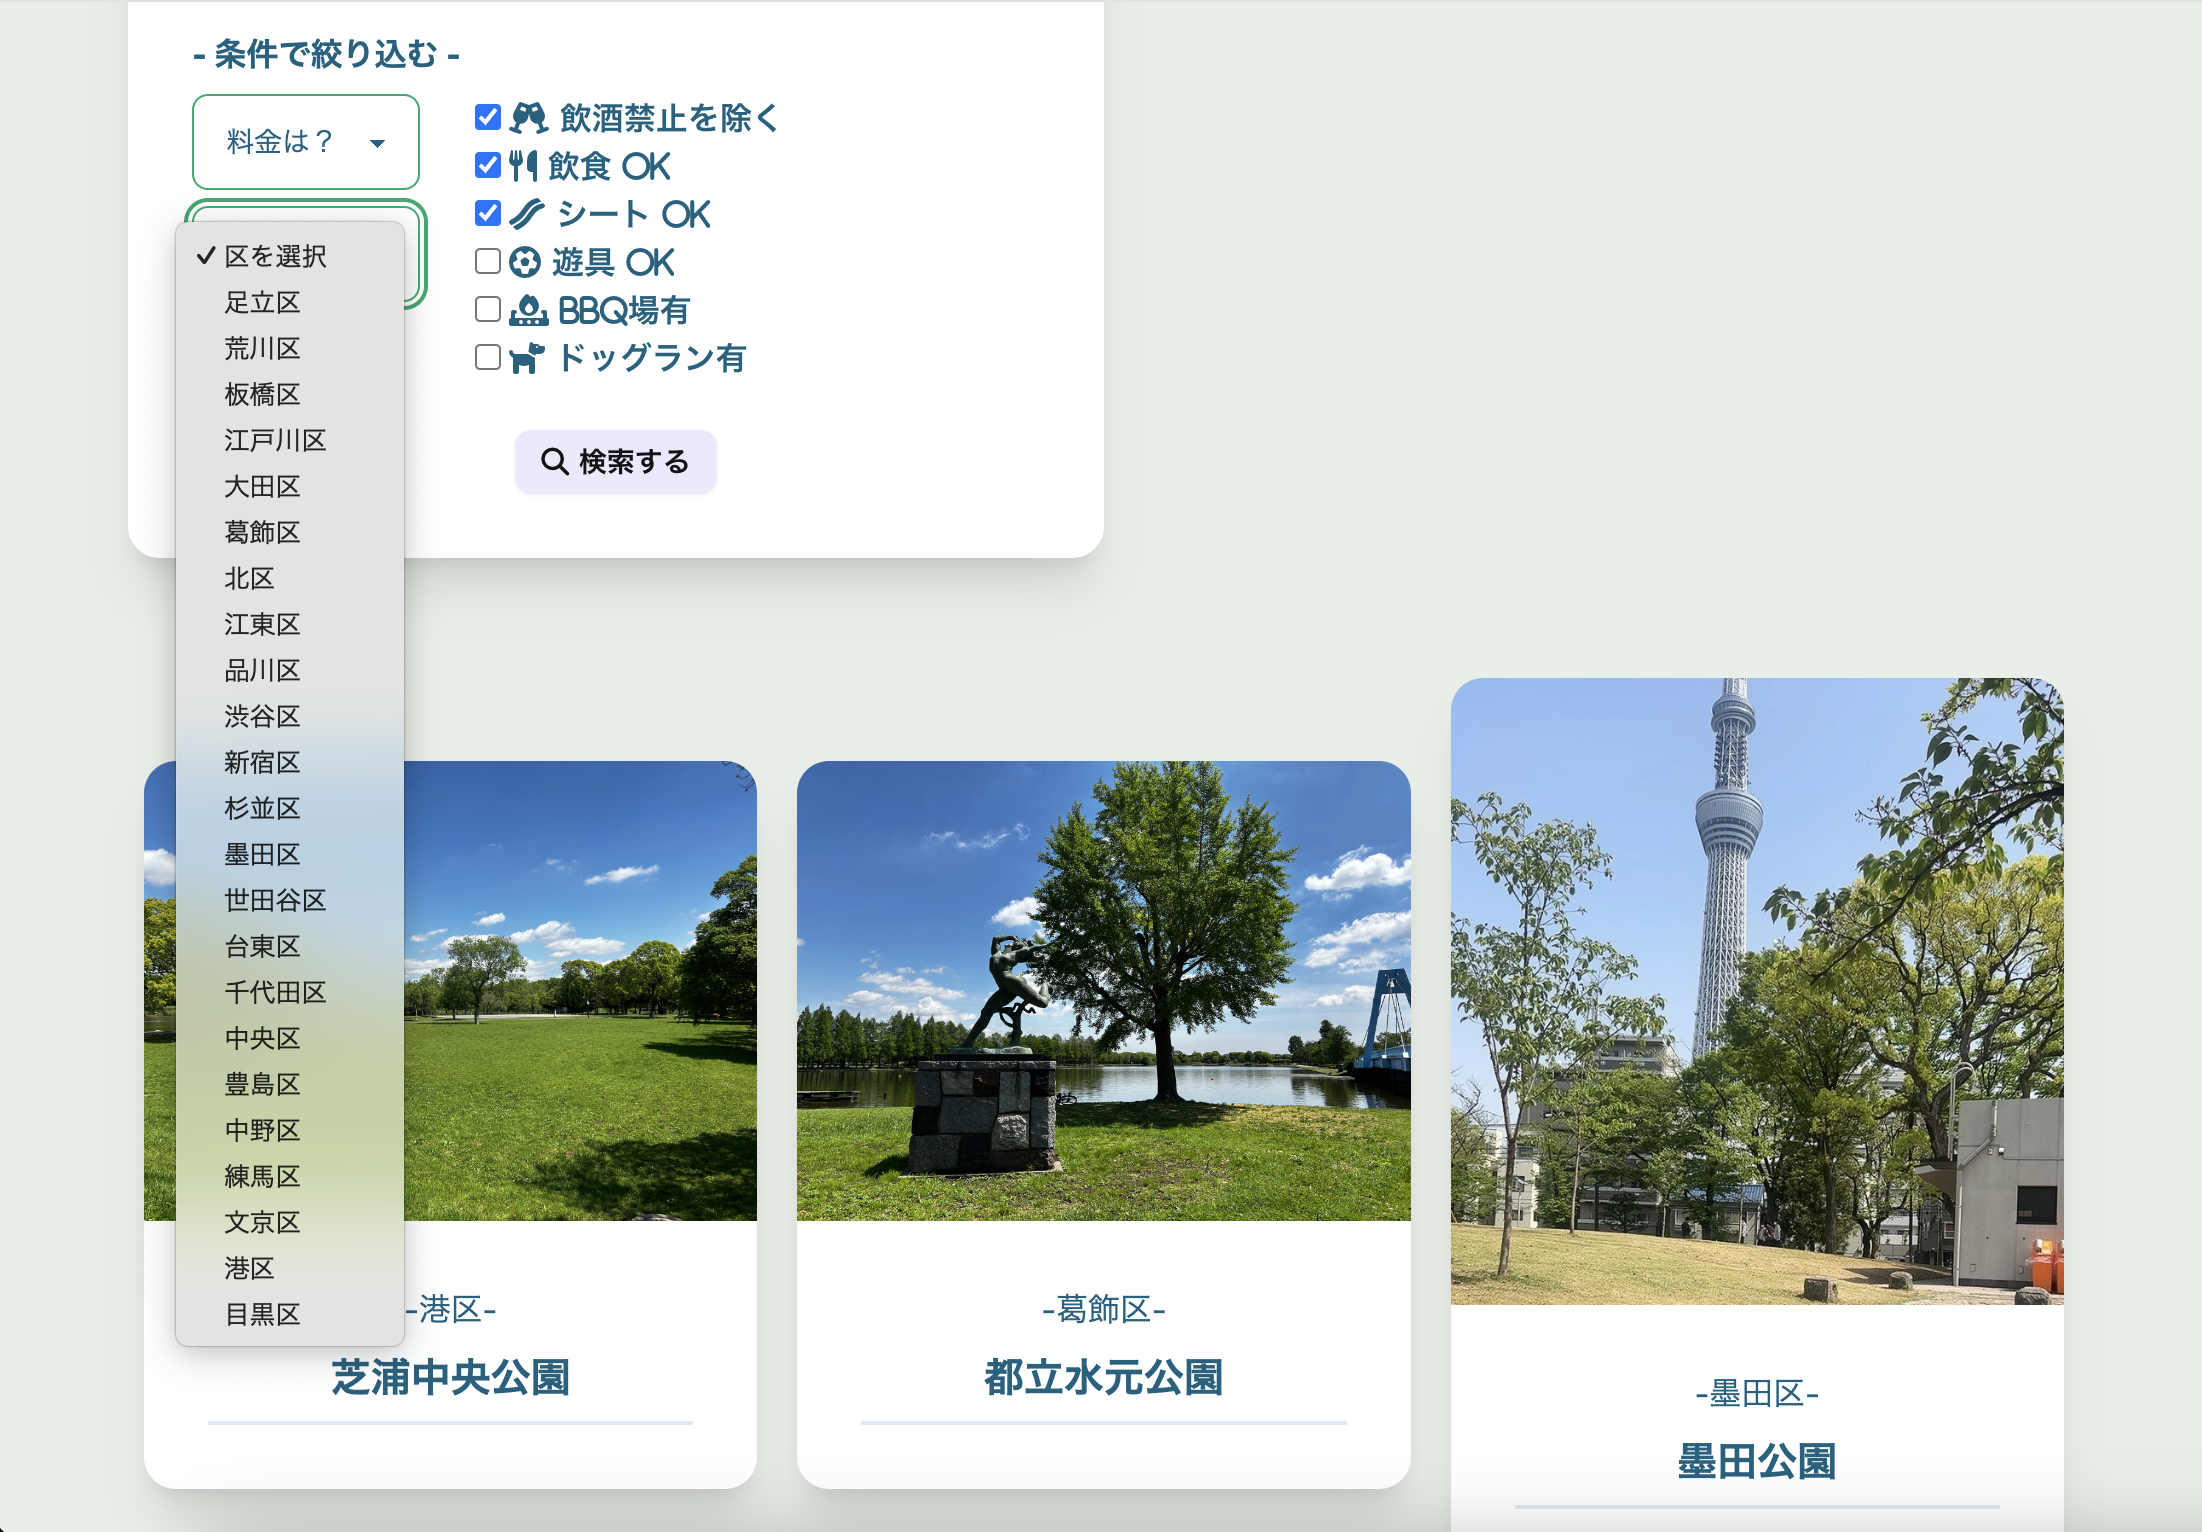 - 条件で絞り込む -
料金は？
飲酒禁止を除く
飲食 OK
シート OK
遊具 OK
BBQ場有
ドッグラン有
検索する
区を選択
足立区
荒川区
板橋区
江戸川区
大田区
葛飾区
北区
江東区
品川区
渋谷区
新宿区
杉並区
墨田区
世田谷区
台東区
千代田区
中央区
豊島区
中野区
練馬区
文京区
港区
目黒区
-港区-
芝浦中央公園
-葛飾区-
都立水元公園
-墨田区-
墨田公園